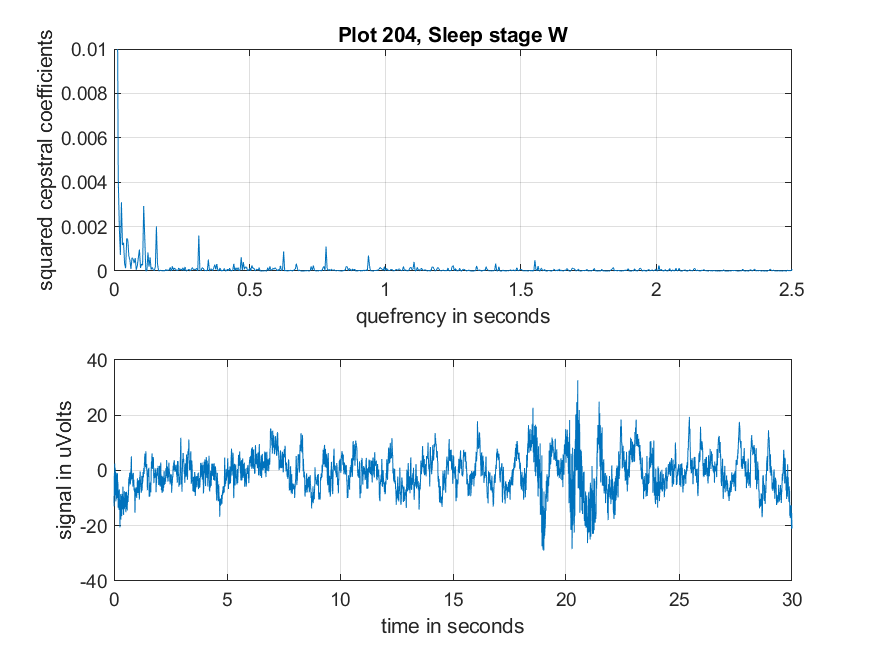 Plot 204, Sleep stage W
squared cepstral coefficients
0.01
0.008
0.006
0.004
0.002
0
0 0.5 1 1.5 2 2.5
quefrency in seconds
signal in uVolts
40
20
0
-20
-40
0 5 10 15 20 25 30
time in seconds